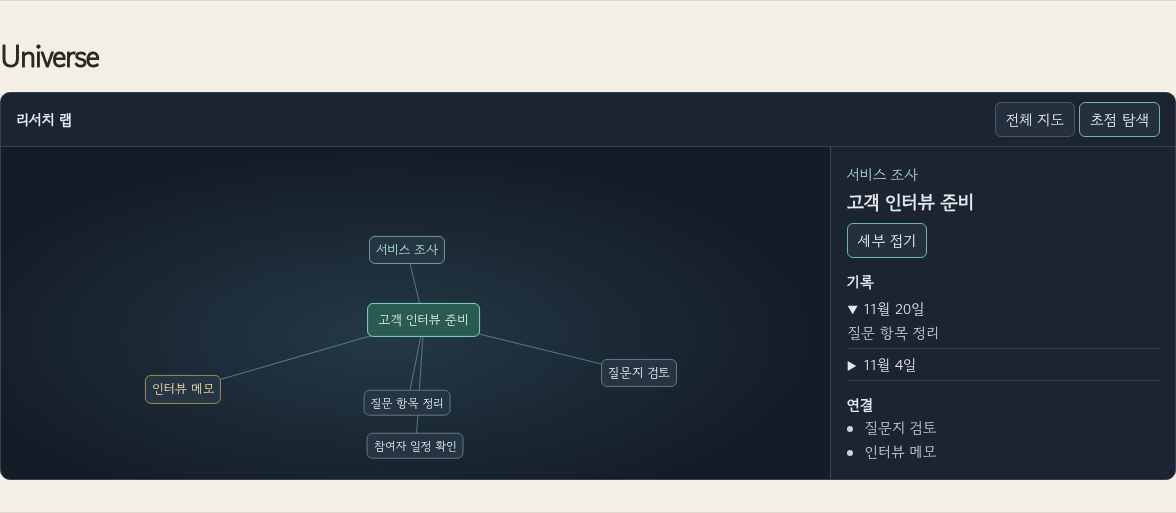 Universe
리서치 랩
전체 지도
초점 탐색
서비스 조사
고객 인터뷰 준비
인터뷰 메모
질문 항목 정리
참여자 일정 확인
질문지 검토
서비스 조사
고객 인터뷰 준비
세부 접기
기록
▼ 11월 20일
질문 항목 정리
▶ 11월 4일
연결
• 질문지 검토
• 인터뷰 메모